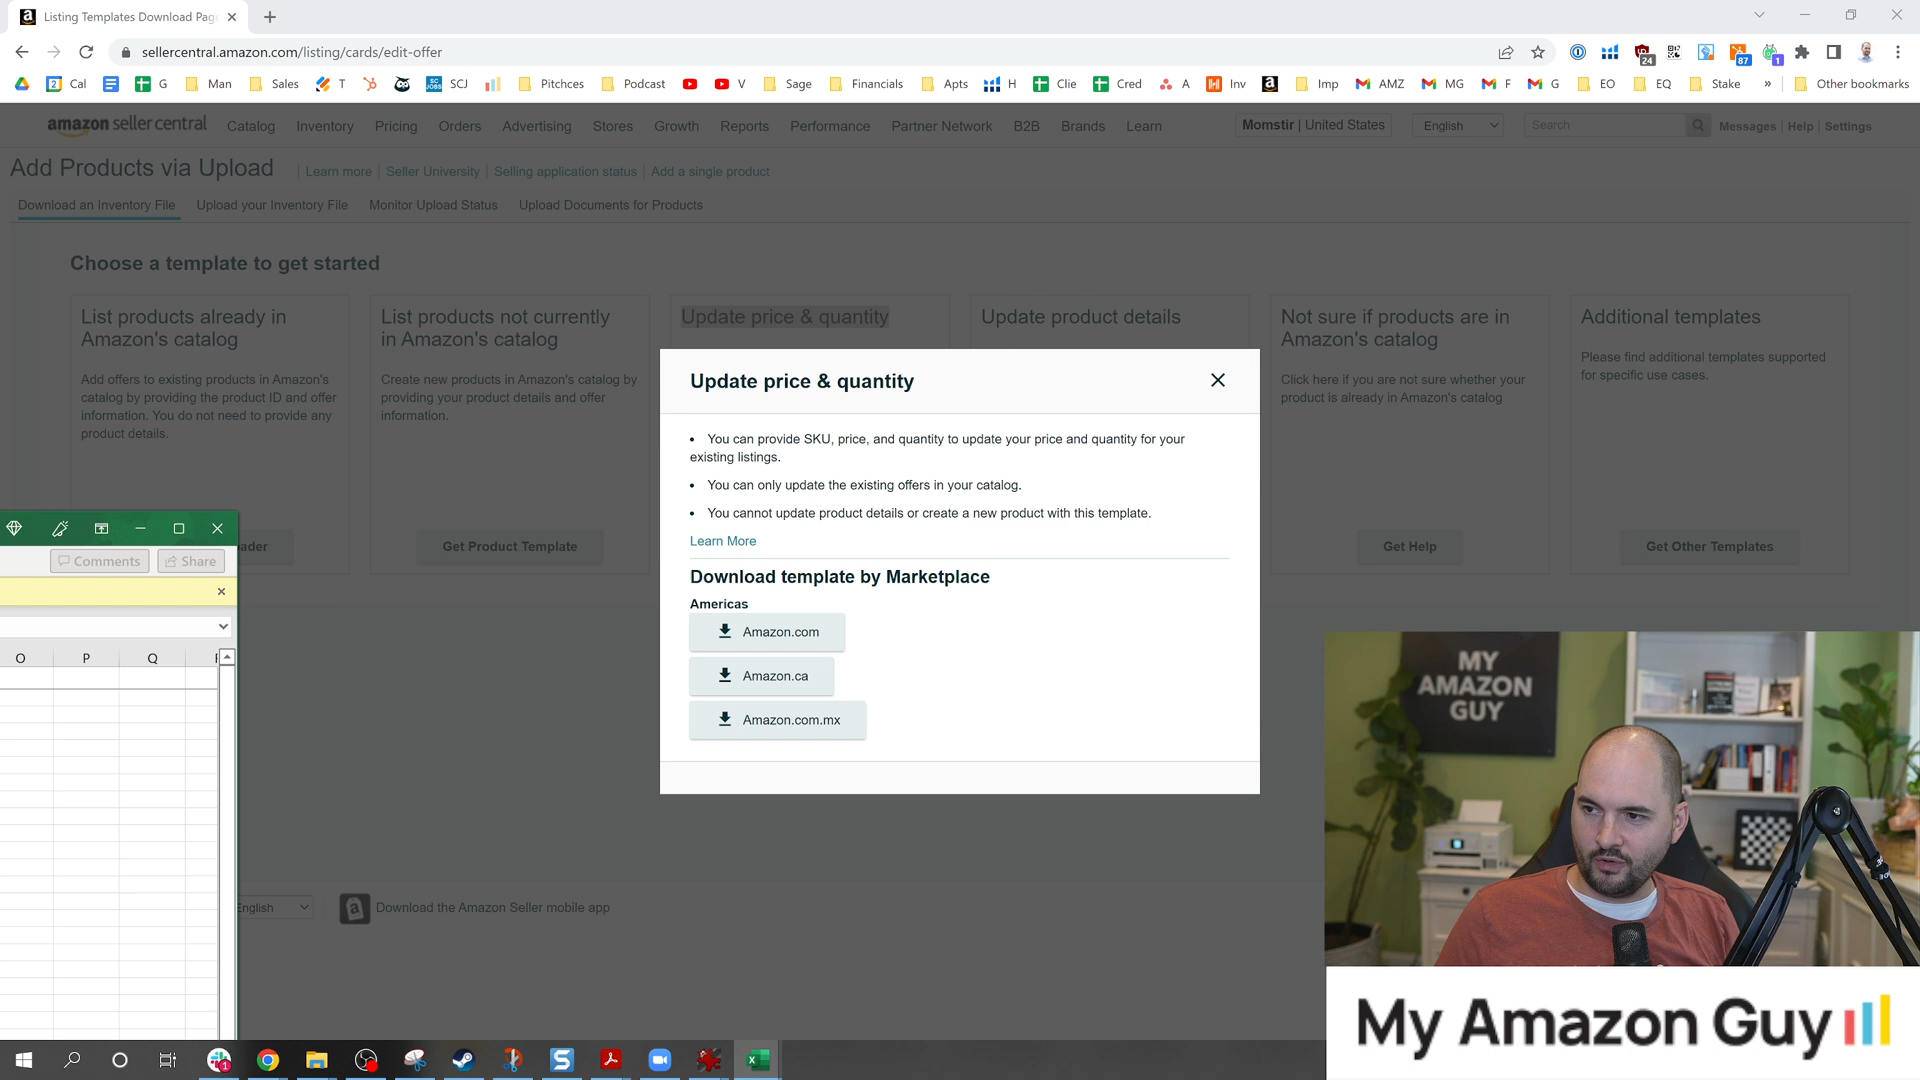 Listing Templates Download Pag
sellercentral.amazon.com/listing/cards/edit-offer
24
87
1
2
Cal
G
Man
Sales
T
SC JOBS
SCJ
Pitchces
Podcast
V
Sage
Financials
Apts
H
Clie
Cred
A
Inv
Imp
AMZ
MG
F
G
EO
EQ
Stake
»
Other bookmarks
amazon seller central
Catalog
Inventory
Pricing
Orders
Advertising
Stores
Growth
Reports
Performance
Partner Network
B2B
Brands
Learn
Momstir | United States
English
Search
Messages | Help | Settings
Add Products via Upload
| Learn more | Seller University | Selling application status | Add a single product
Download an Inventory File
Upload your Inventory File
Monitor Upload Status
Upload Documents for Products
Choose a template to get started
List products already in
Amazon's catalog
Add offers to existing products in Amazon's
catalog by providing the product ID and offer
information. You do not need to provide any
product details.
ader
List products not currently
in Amazon's catalog
Create new products in Amazon's catalog by
providing your product details and offer
information.
Get Product Template
Update price & quantity
Update product details
Not sure if products are in
Amazon's catalog
Click here if you are not sure whether your
product is already in Amazon's catalog
Get Help
Additional templates
Please find additional templates supported
for specific use cases.
Get Other Templates
Update price & quantity
• You can provide SKU, price, and quantity to update your price and quantity for your
existing listings.
• You can only update the existing offers in your catalog.
• You cannot update product details or create a new product with this template.
Learn More
Download template by Marketplace
Americas
Amazon.com
Amazon.ca
Amazon.com.mx
Comments
Share
O
P
Q
English
Download the Amazon Seller mobile app
MY
AMAZON
GUY
My Amazon Guy
1